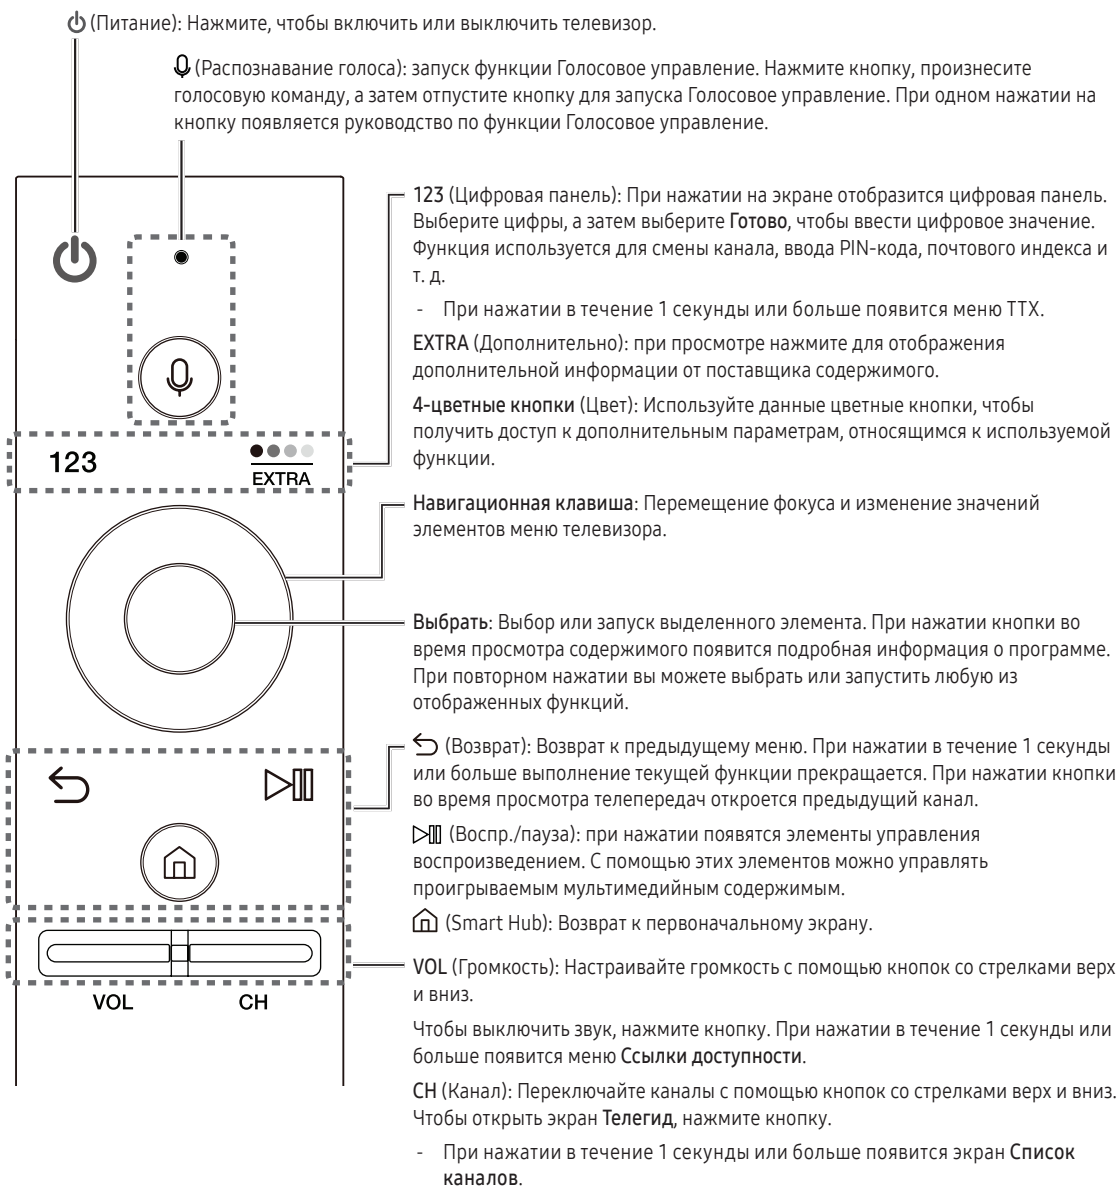 (Питание): Нажмите, чтобы включить или выключить телевизор.
(Распознавание голоса): запуск функции Голосовое управление. Нажмите кнопку, произнесите
голосовую команду, а затем отпустите кнопку для запуска Голосовое управление. При одном нажатии на
кнопку появляется руководство по функции Голосовое управление.
123 (Цифровая панель): При нажатии на экране отобразится цифровая панель.
Выберите цифры, а затем выберите Готово, чтобы ввести цифровое значение.
Функция используется для смены канала, ввода PIN-кода, почтового индекса и
т. д.
- При нажатии в течение 1 секунды или больше появится меню TTX.
EXTRA (Дополнительно): при просмотре нажмите для отображения
дополнительной информации от поставщика содержимого.
4-цветные кнопки (Цвет): Используйте данные цветные кнопки, чтобы
получить доступ к дополнительным параметрам, относящимся к используемой
функции.
123
EXTRA
Навигационная клавиша: Перемещение фокуса и изменение значений
элементов меню телевизора.
Выбрать: Выбор или запуск выделенного элемента. При нажатии кнопки во
время просмотра содержимого появится подробная информация о программе.
При повторном нажатии вы можете выбрать или запустить любую из
отображенных функций.
(Возврат): Возврат к предыдущему меню. При нажатии в течение 1 секунды
или больше выполнение текущей функции прекращается. При нажатии кнопки
во время просмотра телепередач откроется предыдущий канал.
(Воспр./пауза): при нажатии появятся элементы управления
воспроизведением. С помощью этих элементов можно управлять
проигрываемым мультимедийным содержимым.
(Smart Hub): Возврат к первоначальному экрану.
VOL (Громкость): Настраивайте громкость с помощью кнопок со стрелками верх
и вниз.
Чтобы выключить звук, нажмите кнопку. При нажатии в течение 1 секунды или
больше появится меню Ссылки доступности.
CH (Канал): Переключайте каналы с помощью кнопок со стрелками верх и вниз.
Чтобы открыть экран Телегид, нажмите кнопку.
- При нажатии в течение 1 секунды или больше появится экран Список
каналов.
VOL
CH